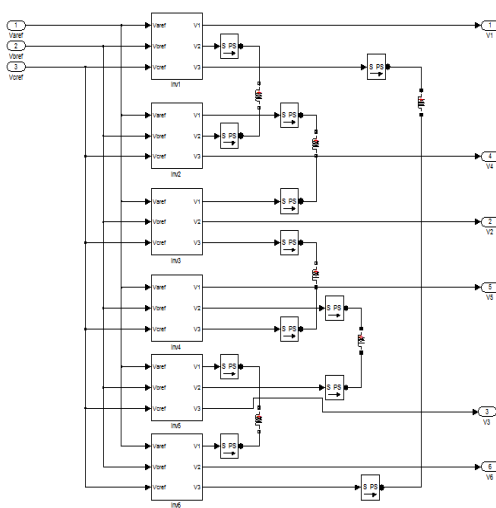 1 Varef V1 1
Varef V1
2 Vbref V2 S PS
Vbref
3 Vcref V3 S PS
Vcref
Inv1
Varef V1 S PS
Vbref V2 S PS
Vcref V3 4
V4
Inv2
Varef V1 S PS
Vbref V2 2
V2
Vcref V3 S PS
Inv3
Varef V1 5
V5
Vbref V2 S PS
Vcref V3 S PS
Inv4
Varef V1 S PS
Vbref V2 S PS
Vcref V3 3
V3
Inv5
Varef V1 S PS
Vbref V2 6
V6
Vcref V3 S PS
Inv6